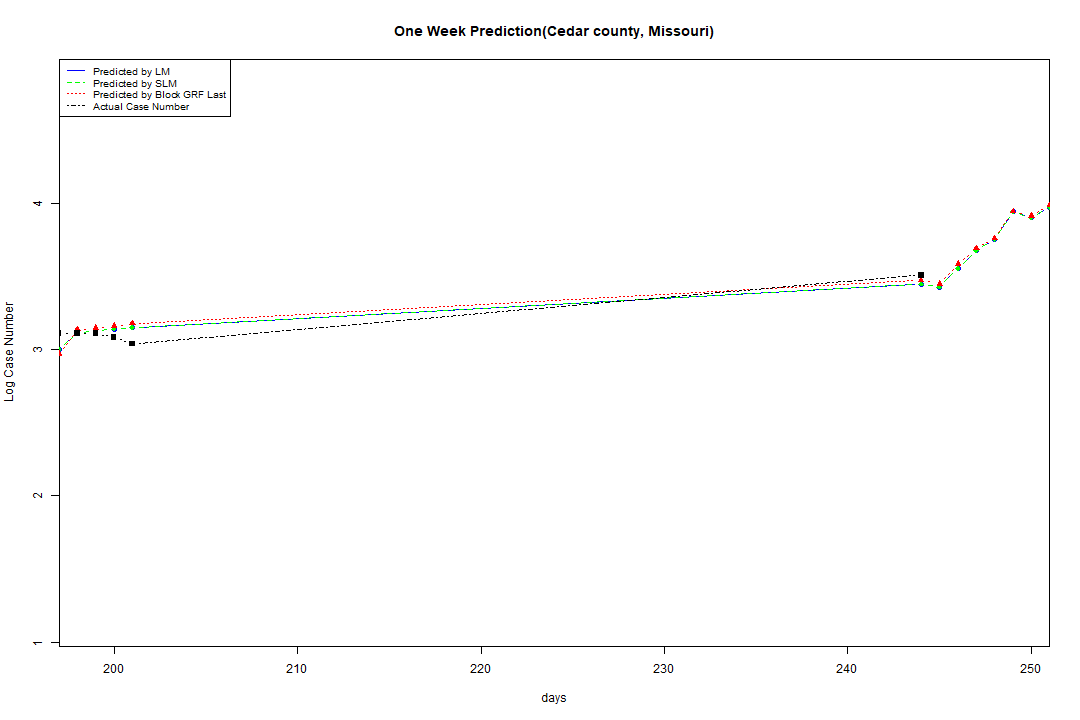 One Week Prediction(Cedar county, Missouri)
Predicted by LM
Predicted by SLM
Predicted by Block GRF Last
Actual Case Number
Log Case Number
4
3
2
1
200 210 220 230 240 250
days